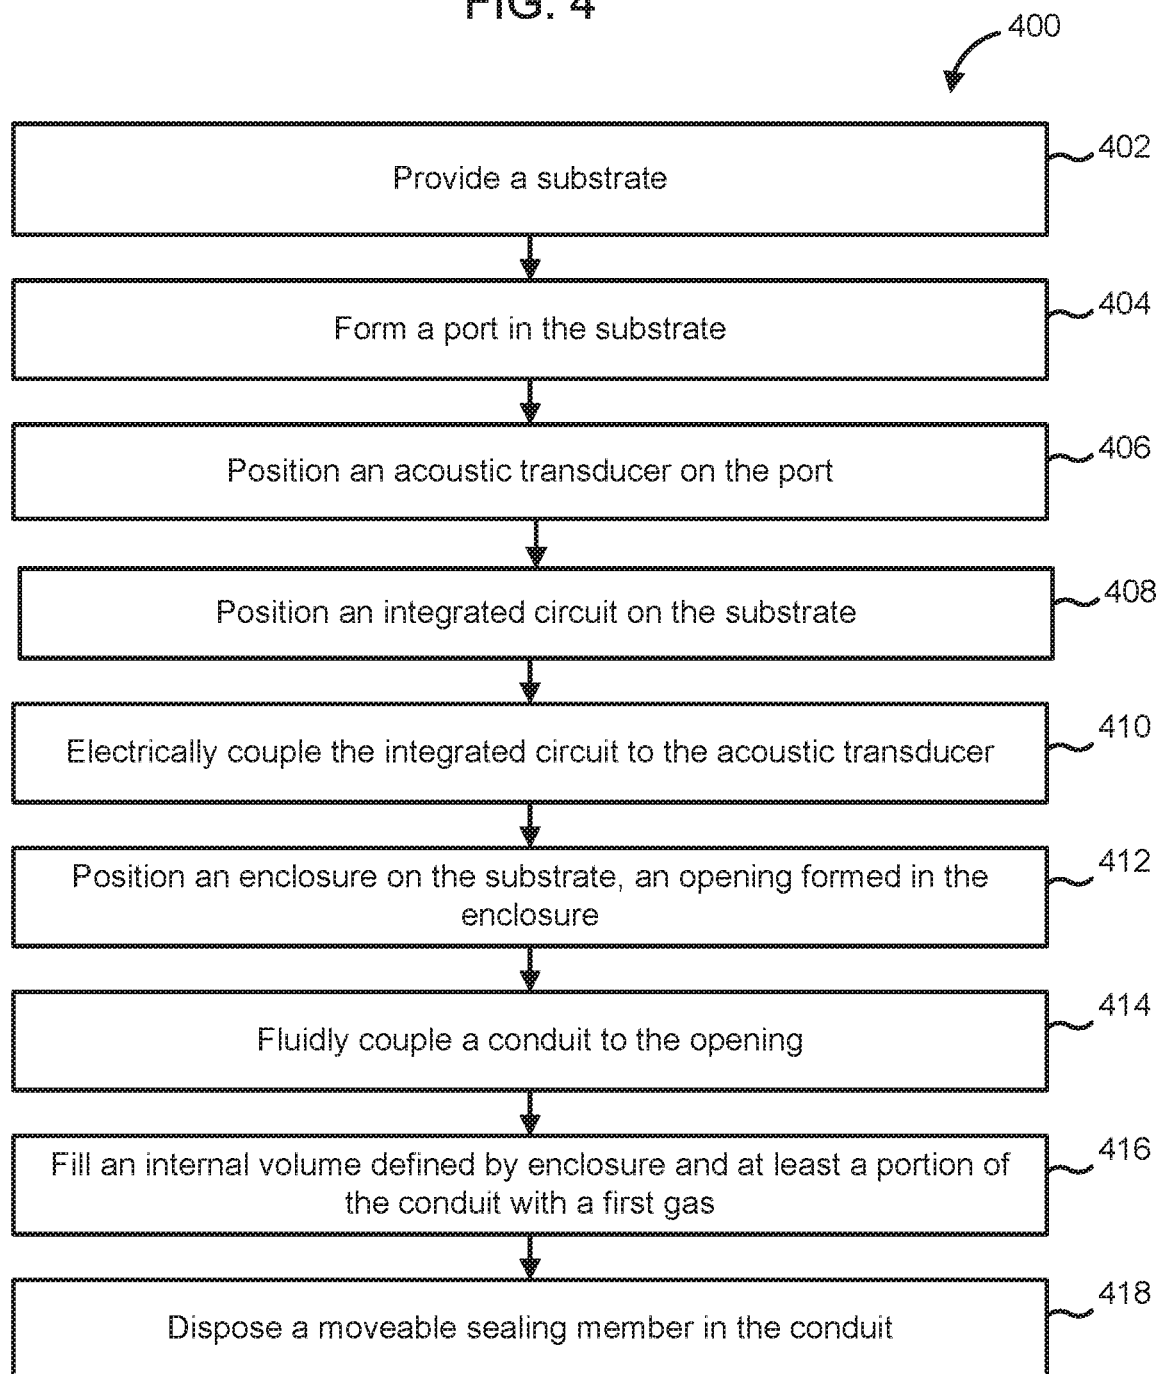 FIG. 4
400
Provide a substrate
402
Form a port in the substrate
404
Position an acoustic transducer on the port
406
Position an integrated circuit on the substrate
408
Electrically couple the integrated circuit to the acoustic transducer
410
Position an enclosure on the substrate, an opening formed in the
enclosure
412
Fluidly couple a conduit to the opening
414
Fill an internal volume defined by enclosure and at least a portion of
the conduit with a first gas
416
Dispose a moveable sealing member in the conduit
418